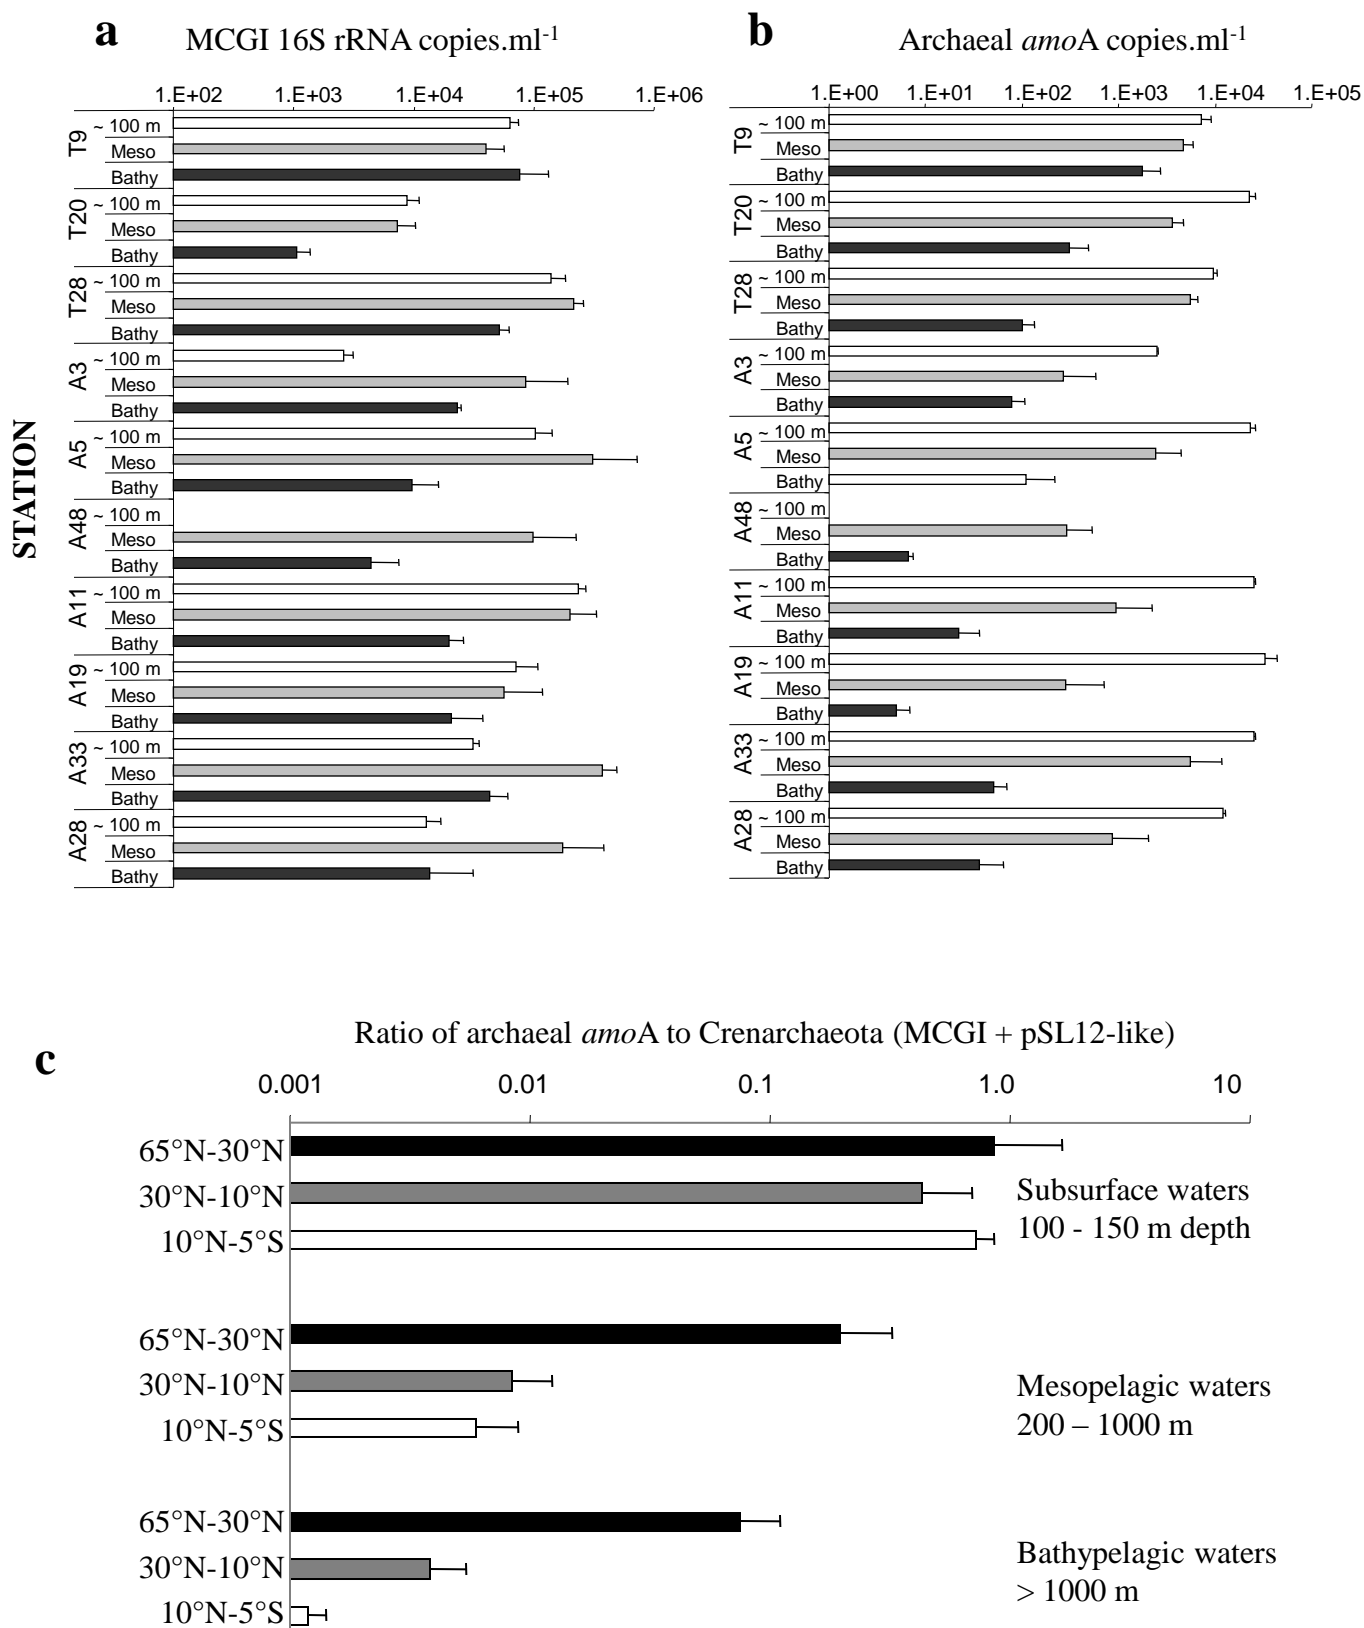 a
MCGI 16S rRNA copies.ml-1
1.E+02 1.E+03 1.E+04 1.E+05 1.E+06
STATION
T9
~ 100 m
Meso
Bathy
T20
~ 100 m
Meso
Bathy
T28
~ 100 m
Meso
Bathy
A3
~ 100 m
Meso
Bathy
A5
~ 100 m
Meso
Bathy
A48
~ 100 m
Meso
Bathy
A11
~ 100 m
Meso
Bathy
A19
~ 100 m
Meso
Bathy
A33
~ 100 m
Meso
Bathy
A28
~ 100 m
Meso
Bathy
b
Archaeal amoA copies.ml-1
1.E+00 1.E+01 1.E+02 1.E+03 1.E+04 1.E+05
T9
~ 100 m
Meso
Bathy
T20
~ 100 m
Meso
Bathy
T28
~ 100 m
Meso
Bathy
A3
~ 100 m
Meso
Bathy
A5
~ 100 m
Meso
Bathy
A48
~ 100 m
Meso
Bathy
A11
~ 100 m
Meso
Bathy
A19
~ 100 m
Meso
Bathy
A33
~ 100 m
Meso
Bathy
A28
~ 100 m
Meso
Bathy
c
Ratio of archaeal amoA to Crenarchaeota (MCGI + pSL12-like)
0.001 0.01 0.1 1.0 10
65°N-30°N
30°N-10°N
10°N-5°S
Subsurface waters
100 - 150 m depth
65°N-30°N
30°N-10°N
10°N-5°S
Mesopelagic waters
200 – 1000 m
65°N-30°N
30°N-10°N
10°N-5°S
Bathypelagic waters
> 1000 m